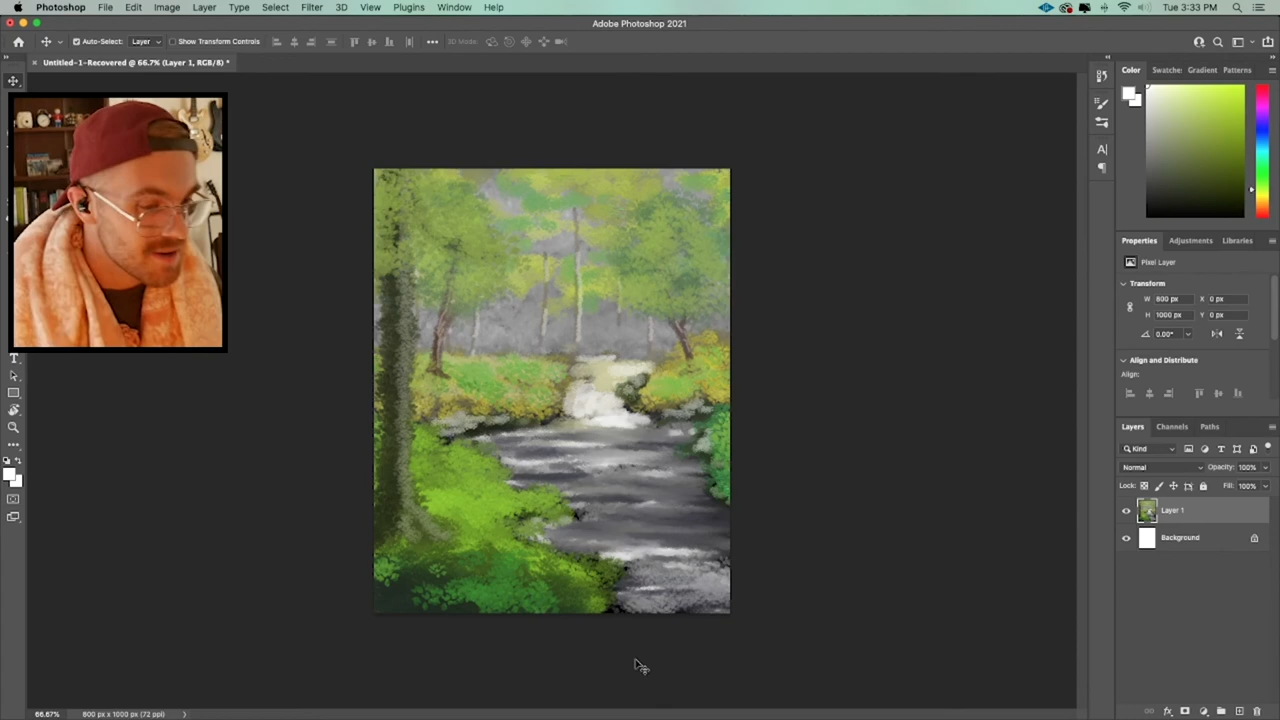 Photoshop File Edit Image Layer Type Select Filter 3D View Plugins Window Help Tue 3:33 PM
Adobe Photoshop 2021
Auto-Select: Layer Show Transform Controls 3D Mode:
Untitled-1-Recovered @ 66.7% (Layer 1, RGB/8) *
Color Swatche: Gradient Patterns
Properties Adjustments Libraries
Pixel Layer
Transform
W 800 px X 0 px
H 1000 px Y 0 px
0.00°
Align and Distribute
Align:
Layers Channels Paths
Kind
Normal Opacity: 100%
Lock: Fill: 100%
Layer 1
Background
66.67% 800 px x 1000 px (72 ppi)